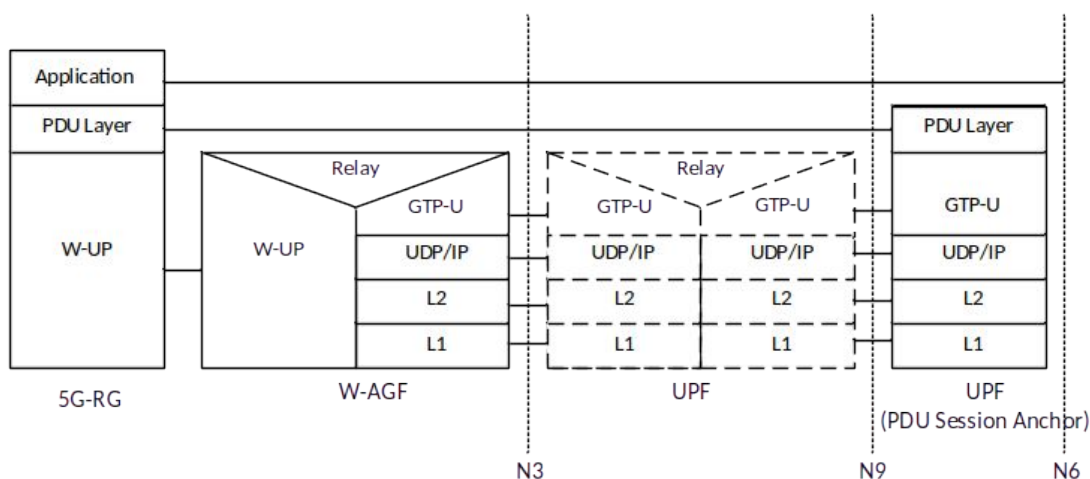 Application
PDU Layer
PDU Layer
Relay
Relay
GTP-U
GTP-U
GTP-U
GTP-U
W-UP
W-UP
UDP/IP
UDP/IP
UDP/IP
UDP/IP
L2
L2
L2
L2
L1
L1
L1
L1
5G-RG
W-AGF
UPF
UPF
(PDU Session Anchor)
N3
N9
N6